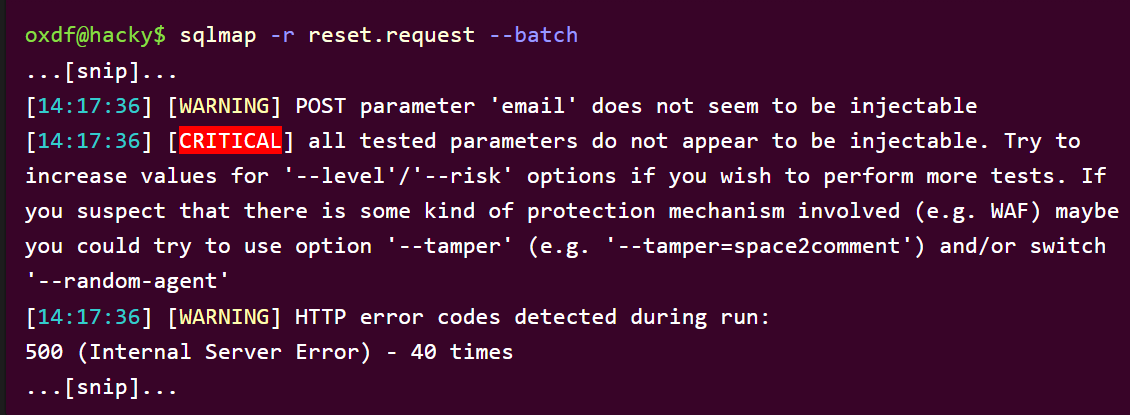 oxdf@hacky$ sqlmap -r reset.request --batch
...[snip]...
[14:17:36] [WARNING] POST parameter 'email' does not seem to be injectable
[14:17:36] [CRITICAL] all tested parameters do not appear to be injectable. Try to
increase values for '--level'/'--risk' options if you wish to perform more tests. If
you suspect that there is some kind of protection mechanism involved (e.g. WAF) maybe
you could try to use option '--tamper' (e.g. '--tamper=space2comment') and/or switch
'--random-agent'
[14:17:36] [WARNING] HTTP error codes detected during run:
500 (Internal Server Error) - 40 times
...[snip]...